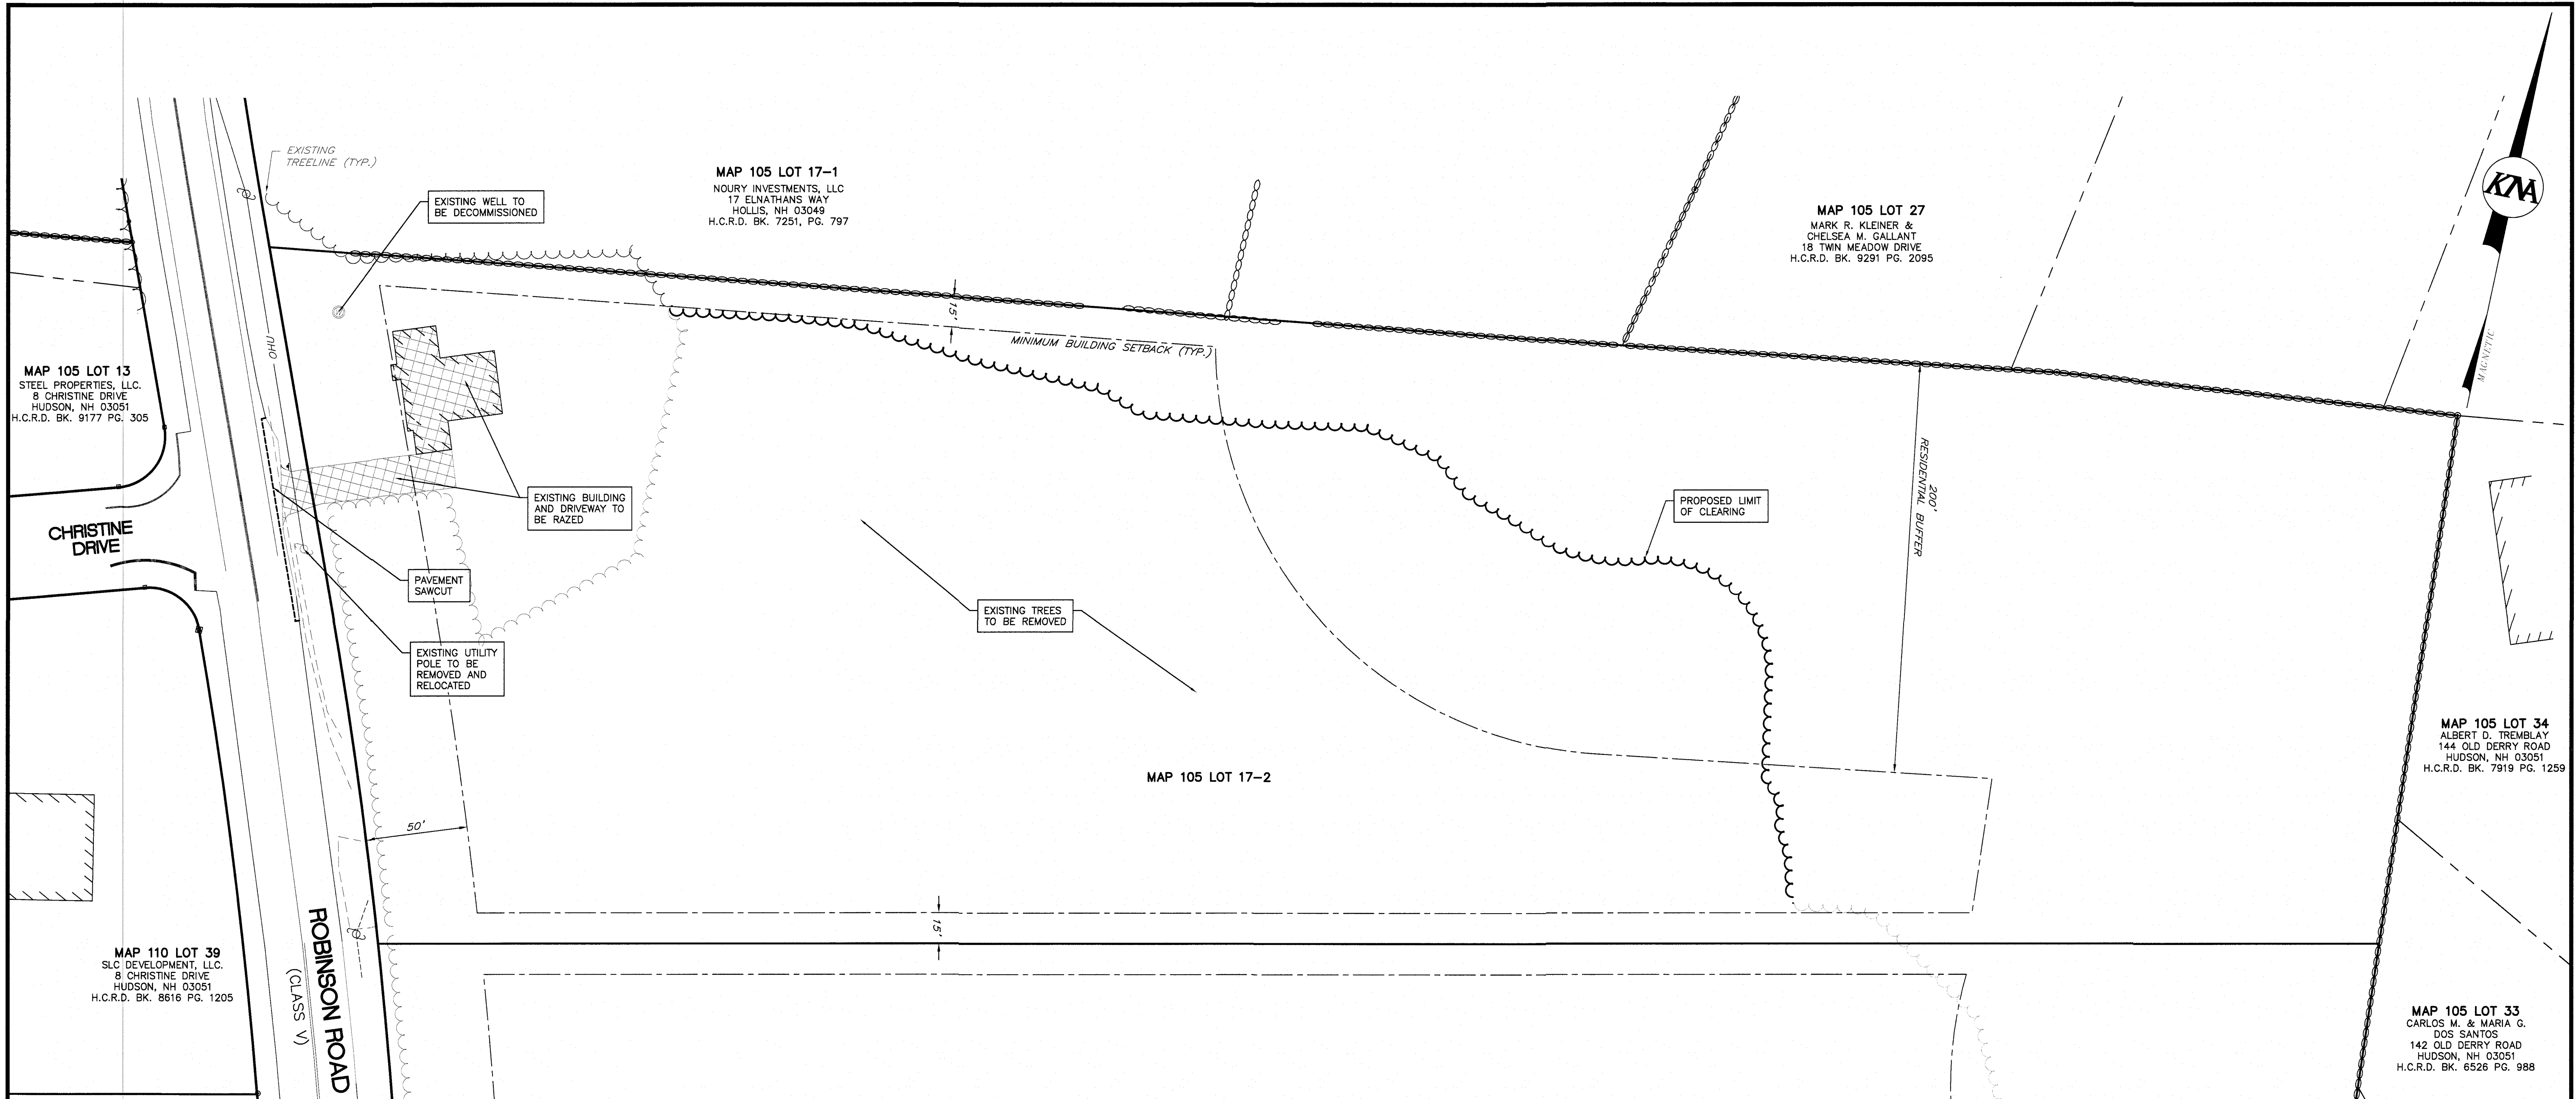 EXISTING
TREELINE (TYP.)
MAP 105 LOT 17-1
NOURY INVESTMENTS, LLC
17 ELNATHANS WAY
HOLLIS, NH 03049
H.C.R.D. BK. 7251, PG. 797
EXISTING WELL TO
BE DECOMMISSIONED
MAP 105 LOT 27
MARK R. KLEINER &
CHELSEA M. GALLANT
18 TWIN MEADOW DRIVE
H.C.R.D. BK. 9291 PG. 2095
KNA
MAGNETIC
15'
MINIMUM BUILDING SETBACK (TYP.)
OHU
MAP 105 LOT 13
STEEL PROPERTIES, LLC.
8 CHRISTINE DRIVE
HUDSON, NH 03051
H.C.R.D. BK. 9177 PG. 305
200'
RESIDENTIAL BUFFER
EXISTING BUILDING
AND DRIVEWAY TO
BE RAZED
PROPOSED LIMIT
OF CLEARING
CHRISTINE
DRIVE
PAVEMENT
SAWCUT
EXISTING TREES
TO BE REMOVED
EXISTING UTILITY
POLE TO BE
REMOVED AND
RELOCATED
MAP 105 LOT 34
ALBERT D. TREMBLAY
144 OLD DERRY ROAD
HUDSON, NH 03051
H.C.R.D. BK. 7919 PG. 1259
MAP 105 LOT 17-2
50'
15'
ROBINSON ROAD
(CLASS V)
MAP 110 LOT 39
SLC DEVELOPMENT, LLC.
8 CHRISTINE DRIVE
HUDSON, NH 03051
H.C.R.D. BK. 8616 PG. 1205
MAP 105 LOT 33
CARLOS M. & MARIA G.
DOS SANTOS
142 OLD DERRY ROAD
HUDSON, NH 03051
H.C.R.D. BK. 6526 PG. 988